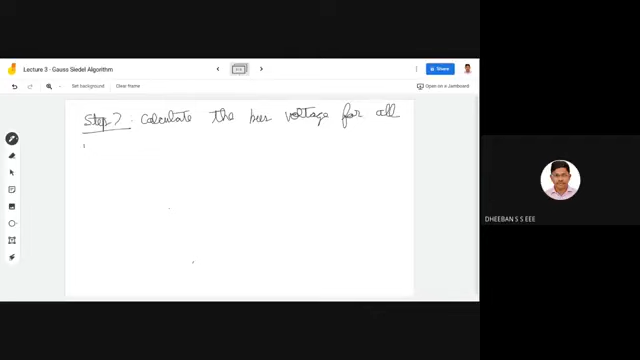 Lecture 3 - Gauss Siedel Algorithm
Share
Set background
Clear frame
Open on a Jamboard
Step 7 : Calculate the bus voltage for all
DHEEBAN S S EEE